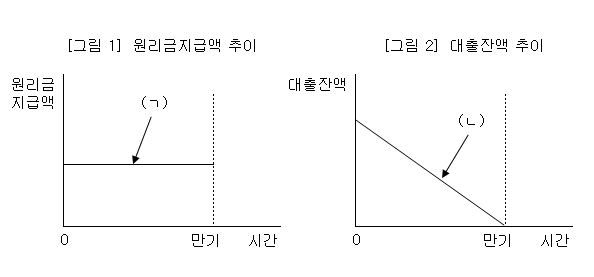 [그림 1] 원리금지급액 추이
원리금
지급액
(ㄱ)
0 만기 시간
[그림 2] 대출잔액 추이
대출잔액
(ㄴ)
0 만기 시간